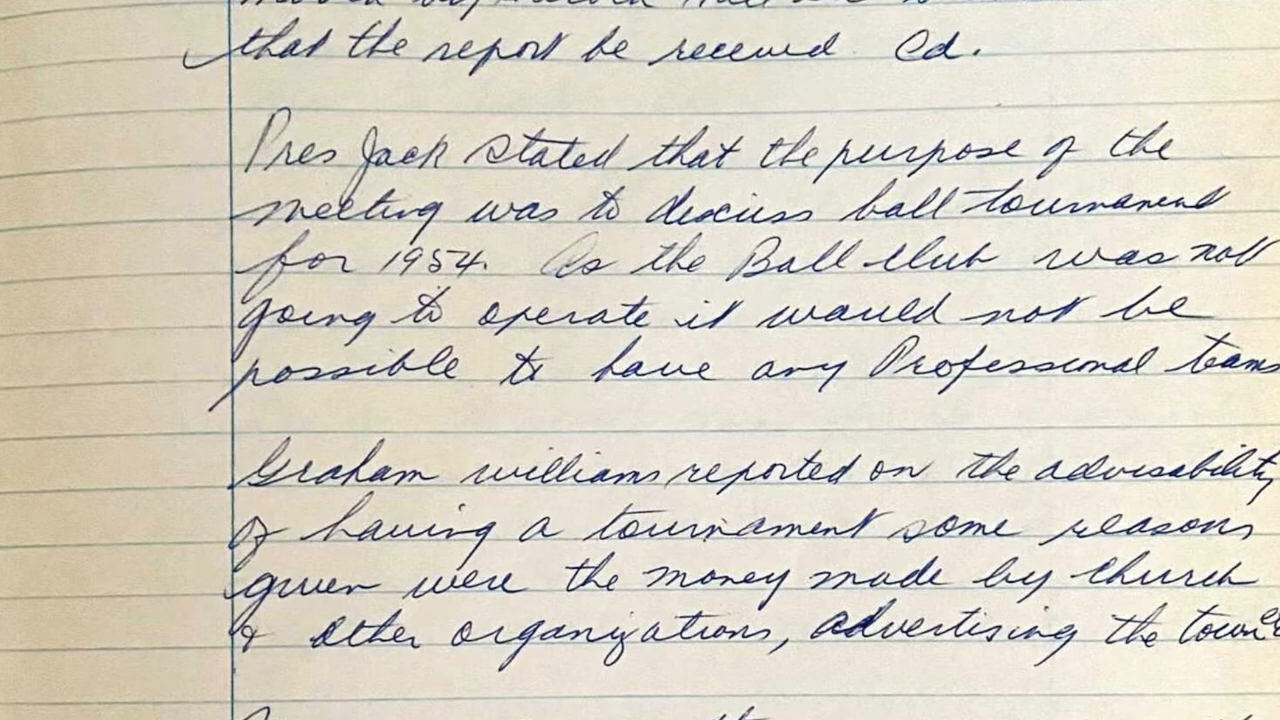 that the report be received Cd.
Pres Jack stated that the purpose of the
meeting was to discuss ball tournament
for 1954. As the Ball Club was not
going to operate it would not be
possible to have any Professional teams
Graham williams reported on the advisability
of having a tournament some reasons
given were the money made by Church
& other organizations, advertising the town